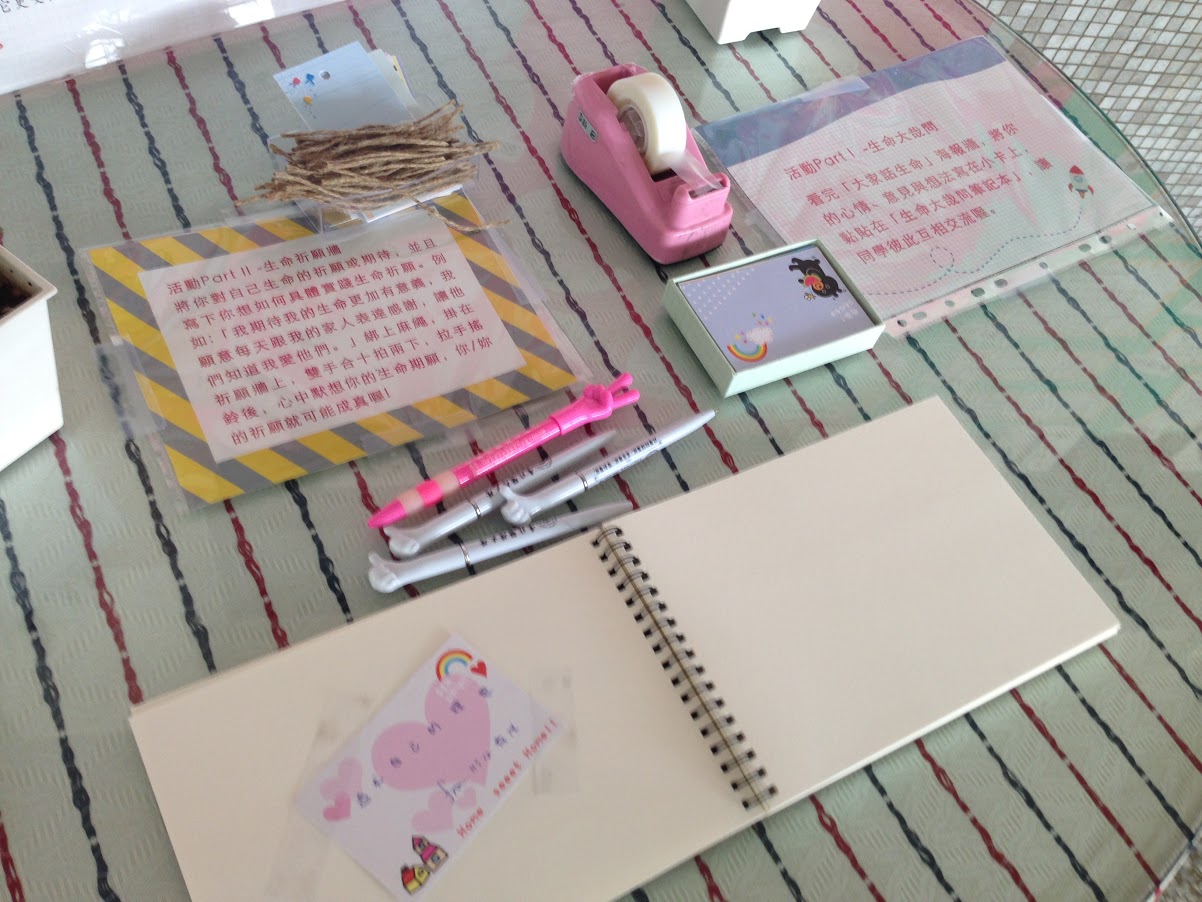 活動Part I -生命大哉問
看完「大家話生命」海報牆,將你
的心情、意見與想法寫在小卡上,讓
黏貼在「生命大哉問筆記本」,
同學彼此互相交流喔。
活動Part II -生命祈願牆
寫下你對自己生命的祈願或期待,並且
將你想如何具體實踐生命祈願。例
如:「我期待我的生命更加有意義,我
願意每天跟我的家人表達感謝,讓他
們知道我愛他們。」綁上麻繩,掛在
祈願牆上,雙手合十拍兩下,拉手搖
鈴後,心中默想你的生命期願,你/妳
的祈願就可能成真喔!
Home sweet Home!!